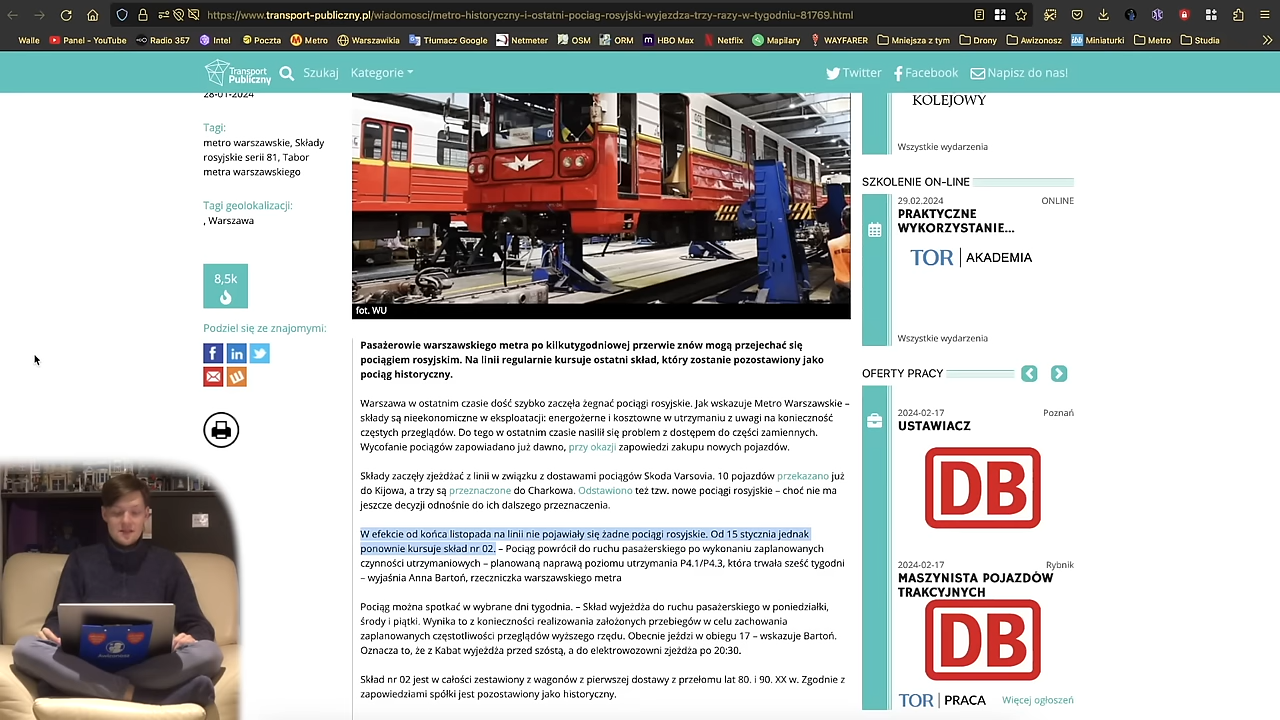 https://www.transport-publiczny.pl/wiadomosci/metro-historyczny-i-ostatni-pociag-rosyjski-wyjezdza-trzy-razy-w-tygodniu-81769.html
Walle Panel - YouTube Radio 357 Intel Poczta Metro Warszawikia Tłumacz Google Netmeter OSM ORM HBO Max Netflix Mapilary WAYFARER Mniejsza z tym Drony Awizonosz Miniaturki Metro Studia
Transport
Publiczny
Szukaj Kategorie
Twitter Facebook Napisz do nas!
28-01-2024
Tagi:
metro warszawskie, Składy
rosyjskie serii 81, Tabor
metra warszawskiego
Tagi geolokalizacji:
, Warszawa
8,5k
Podziel się ze znajomymi:
fot. WU
Pasażerowie warszawskiego metra po kilkutygodniowej przerwie znów mogą przejechać się
pociągiem rosyjskim. Na linii regularnie kursuje ostatni skład, który zostanie pozostawiony jako
pociąg historyczny.
Warszawa w ostatnim czasie dość szybko zaczęła żegnać pociągi rosyjskie. Jak wskazuje Metro Warszawskie –
składy są nieekonomiczne w eksploatacji: energożerne i kosztowne w utrzymaniu z uwagi na konieczność
częstych przeglądów. Do tego w ostatnim czasie nasilił się problem z dostępem do części zamiennych.
Wycofanie pociągów zapowiadano już dawno, przy okazji zapowiedzi zakupu nowych pojazdów.
Składy zaczęły zjeżdżać z linii w związku z dostawami pociągów Skoda Varsovia. 10 pojazdów przekazano już
do Kijowa, a trzy są przeznaczone do Charkowa. Odstawiono też tzw. nowe pociągi rosyjskie – choć nie ma
jeszcze decyzji odnośnie do ich dalszego przeznaczenia.
W efekcie od końca listopada na linii nie pojawiały się żadne pociągi rosyjskie. Od 15 stycznia jednak
ponownie kursuje skład nr 02. – Pociąg powrócił do ruchu pasażerskiego po wykonaniu zaplanowanych
czynności utrzymaniowych – planowaną naprawą poziomu utrzymania P4.1/P4.3, która trwała sześć tygodni
– wyjaśnia Anna Bartoń, rzeczniczka warszawskiego metra
Pociąg można spotkać w wybrane dni tygodnia. – Skład wyjeżdża do ruchu pasażerskiego w poniedziałki,
środy i piątki. Wynika to z konieczności realizowania założonych przebiegów w celu zachowania
zaplanowanych częstotliwości przeglądów wyższego rzędu. Obecnie jeździ w obiegu 17 – wskazuje Bartoń.
Oznacza to, że z Kabat wyjeżdża przed szóstą, a do elektrowozowni zjeżdża po 20:30.
Skład nr 02 jest w całości zestawiony z wagonów z pierwszej dostawy z przełomu lat 80. i 90. XX w. Zgodnie z
zapowiedziami spółki jest pozostawiony jako historyczny.
KOLEJOWY
Wszystkie wydarzenia
SZKOLENIE ON-LINE
29.02.2024 ONLINE
PRAKTYCZNE
WYKORZYSTANIE...
TOR AKADEMIA
Wszystkie wydarzenia
OFERTY PRACY
2024-02-17 Poznań
USTAWIACZ
DB
2024-02-17 Rybnik
MASZYNISTA POJAZDÓW
TRAKCYJNYCH
DB
TOR PRACA Więcej ogłoszeń